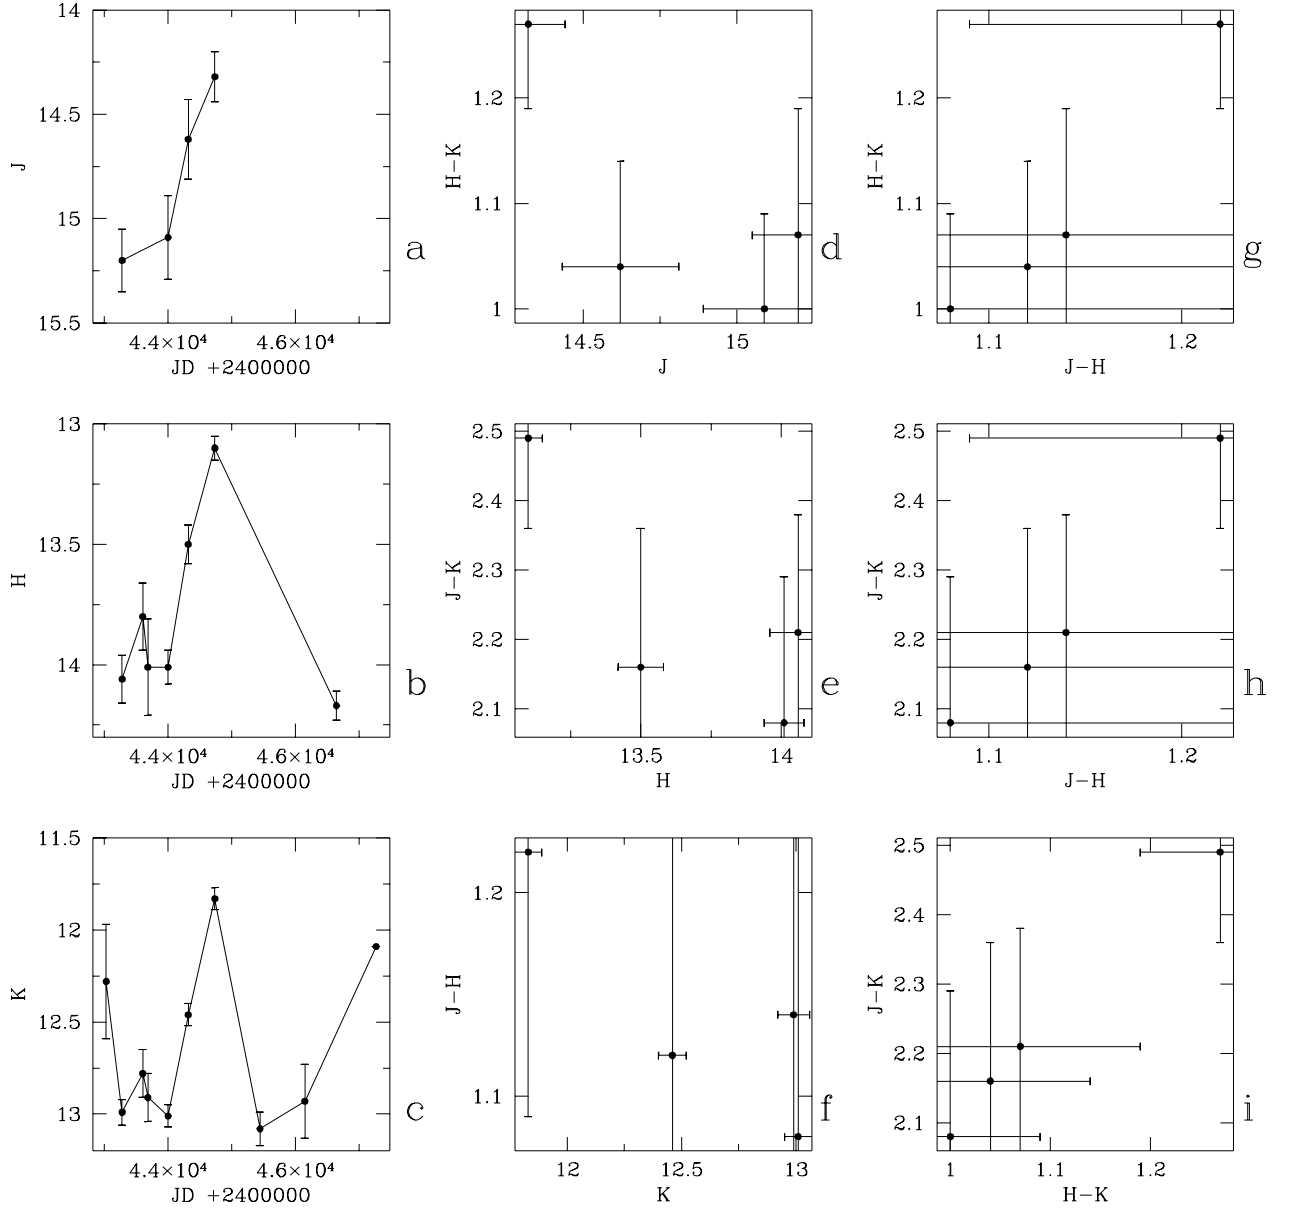 14
14.5
15
15.5
J
4.4×10⁴ 4.6×10⁴
JD +2400000
a
1.2
1.1
1
H−K
14.5 15
J
d
1.2
1.1
1
H−K
1.1 1.2
J−H
g
13
13.5
14
H
4.4×10⁴ 4.6×10⁴
JD +2400000
b
2.5
2.4
2.3
2.2
2.1
J−K
13.5 14
H
e
2.5
2.4
2.3
2.2
2.1
J−K
1.1 1.2
J−H
h
11.5
12
12.5
13
K
4.4×10⁴ 4.6×10⁴
JD +2400000
c
1.2
1.1
J−H
12 12.5 13
K
f
2.5
2.4
2.3
2.2
2.1
J−K
1 1.1 1.2
H−K
i